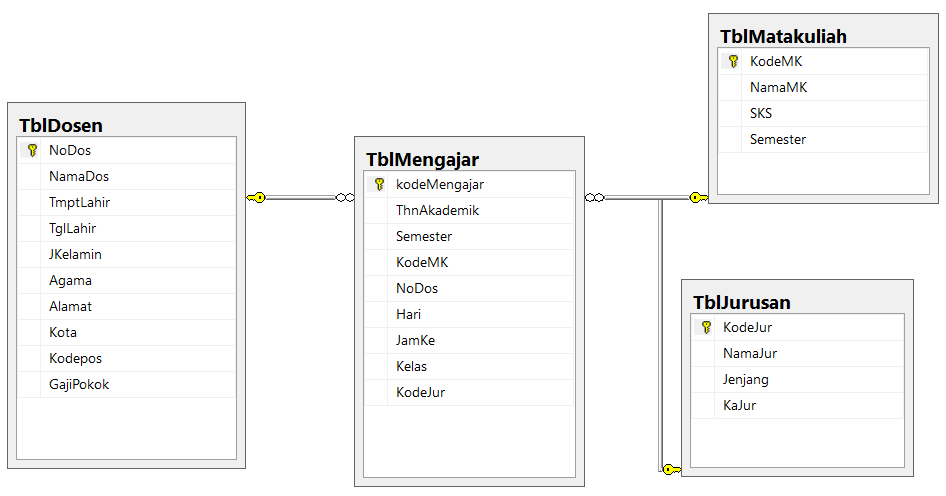 TblDosen
NoDos
NamaDos
TmptLahir
TglLahir
JKelamin
Agama
Alamat
Kota
Kodepos
GajiPokok
TblMengajar
kodeMengajar
ThnAkademik
Semester
KodeMK
NoDos
Hari
JamKe
Kelas
KodeJur
TblMatakuliah
KodeMK
NamaMK
SKS
Semester
TblJurusan
KodeJur
NamaJur
Jenjang
KaJur